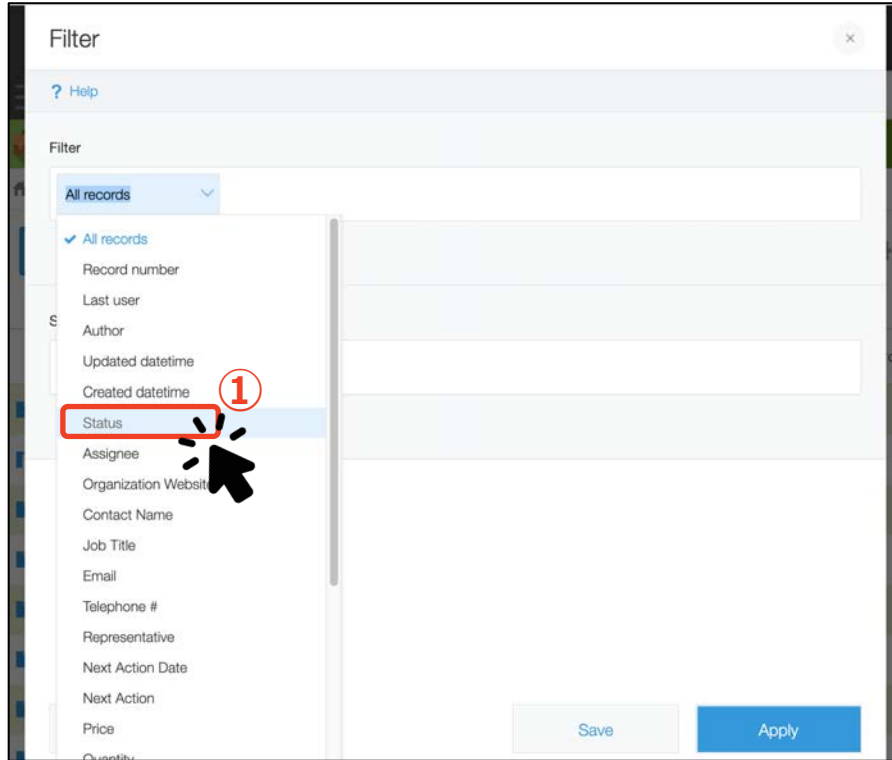 Filter
×
? Help
Filter
All records
All records
Record number
Last user
Author
Updated datetime
Created datetime
①
Status
Assignee
Organization Website
Contact Name
Job Title
Email
Telephone #
Representative
Next Action Date
Next Action
Price
Save
Apply
Quantity